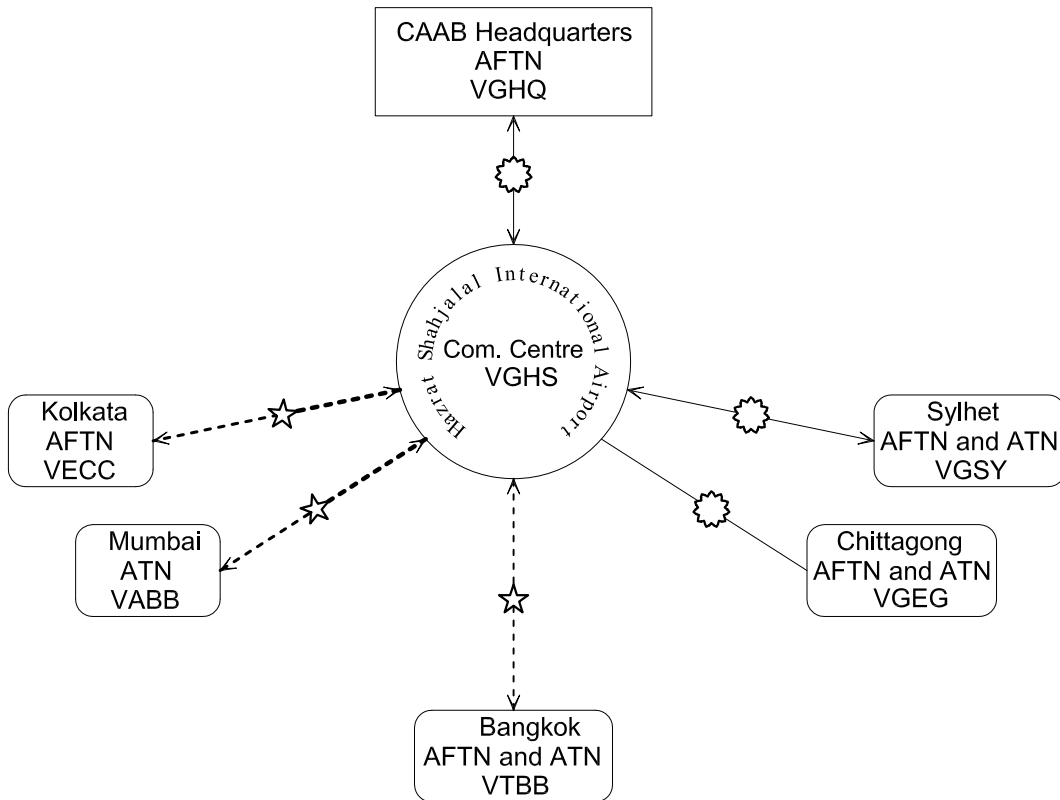 CAAB Headquarters
AFTN
VGHQ
Hazrat Shahjalal International Airport
Com. Centre
VGHS
Kolkata
AFTN
VECC
Sylhet
AFTN and ATN
VGSY
Mumbai
ATN
VABB
Chittagong
AFTN and ATN
VGEG
Bangkok
AFTN and ATN
VTBB